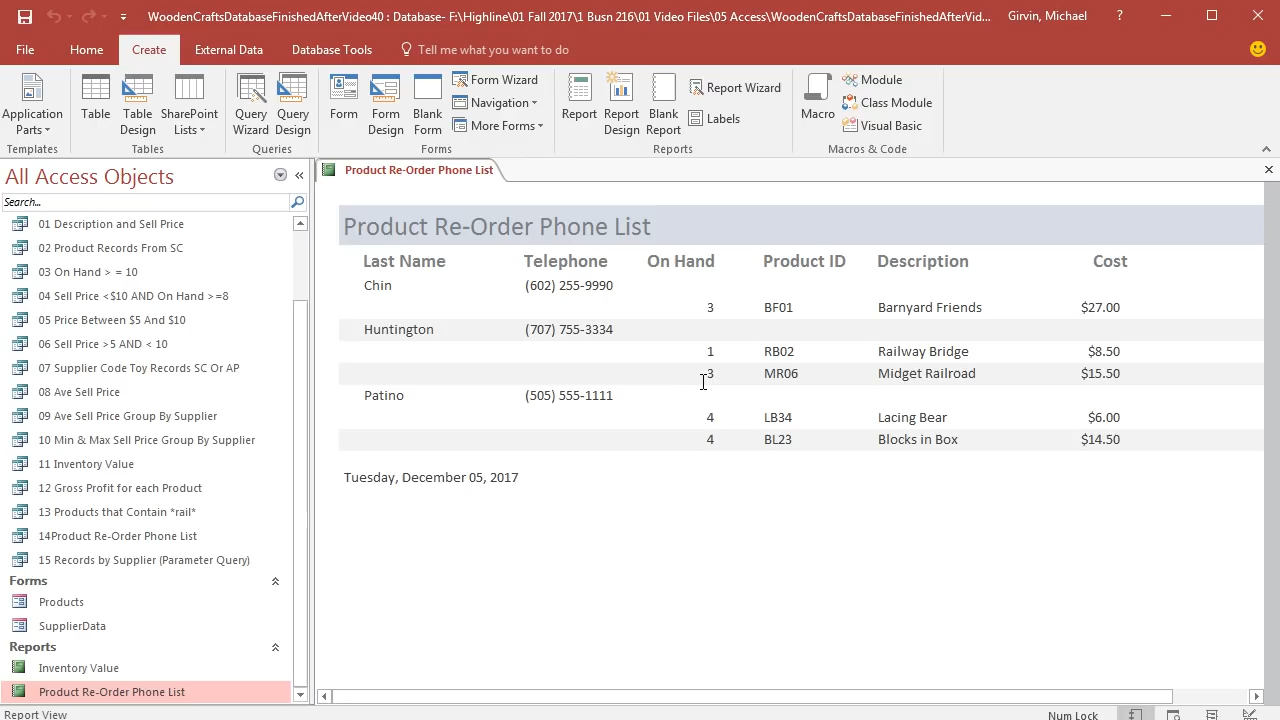 WoodenCraftsDatabaseFinishedAfterVideo40 : Database- F:\Highline\01 Fall 2017\1 Busn 216\01 Video Files\05 Access\WoodenCraftsDatabaseFinishedAfterVid... Girvin, Michael ?
File Home Create External Data Database Tools Tell me what you want to do
Application Parts Table Table Design SharePoint Lists Query Wizard Query Design Form Form Design Blank Form Form Wizard Navigation More Forms Report Report Design Blank Report Report Wizard Labels Macro Module Class Module Visual Basic
Templates Tables Queries Forms Reports Macros & Code
All Access Objects
Search...
01 Description and Sell Price
02 Product Records From SC
03 On Hand > = 10
04 Sell Price <$10 AND On Hand >=8
05 Price Between $5 And $10
06 Sell Price >5 AND < 10
07 Supplier Code Toy Records SC Or AP
08 Ave Sell Price
09 Ave Sell Price Group By Supplier
10 Min & Max Sell Price Group By Supplier
11 Inventory Value
12 Gross Profit for each Product
13 Products that Contain *rail*
14Product Re-Order Phone List
15 Records by Supplier (Parameter Query)
Forms
Products
SupplierData
Reports
Inventory Value
Product Re-Order Phone List
Product Re-Order Phone List
Product Re-Order Phone List
Last Name Telephone On Hand Product ID Description Cost
Chin (602) 255-9990
3 BF01 Barnyard Friends $27.00
Huntington (707) 755-3334
1 RB02 Railway Bridge $8.50
3 MR06 Midget Railroad $15.50
Patino (505) 555-1111
4 LB34 Lacing Bear $6.00
4 BL23 Blocks in Box $14.50
Tuesday, December 05, 2017
Report View Num Lock